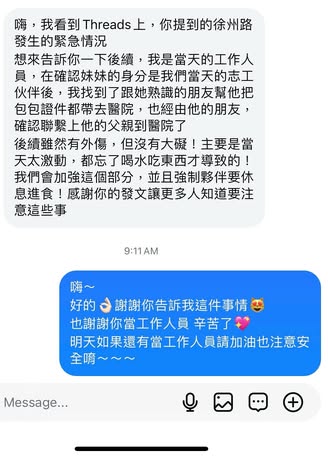 嗨，我看到 Threads 上，你提到的徐州路
發生的緊急情況
想來告訴你一下後續，我是當天的工作人
員，在確認妹妹的身分是我們當天的志工
伙伴後，我找到了跟她熟識的朋友幫他把
包包證件都帶去醫院，也經由他的朋友，
確認聯繫上他的父親到醫院了
後續雖然有外傷，但沒有大礙！主要是當
天太激動，都忘了喝水吃東西才導致的！
我們會加強這個部分，並且強制夥伴要休
息進食！感謝你的發文讓更多人知道要注
意這些事
9:11 AM
嗨～
好的👌🏻謝謝你告訴我這件事情😍
也謝謝你當工作人員 辛苦了💖
明天如果還有當工作人員請加油也注意安
全唷～～～
Message...